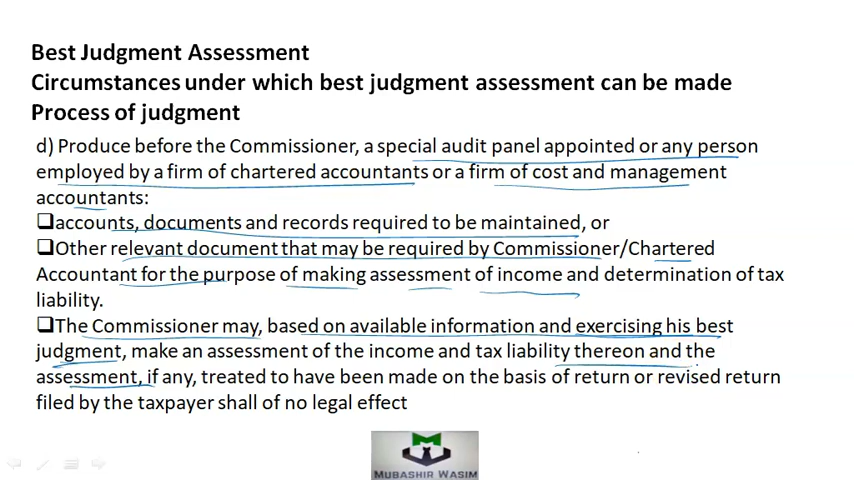 Best Judgment Assessment
Circumstances under which best judgment assessment can be made
Process of judgment
d) Produce before the Commissioner, a special audit panel appointed or any person
employed by a firm of chartered accountants or a firm of cost and management
accountants:
❑accounts, documents and records required to be maintained, or
❑Other relevant document that may be required by Commissioner/Chartered
Accountant for the purpose of making assessment of income and determination of tax
liability.
❑The Commissioner may, based on available information and exercising his best
judgment, make an assessment of the income and tax liability thereon and the
assessment, if any, treated to have been made on the basis of return or revised return
filed by the taxpayer shall of no legal effect
MUBASHIR WASIM